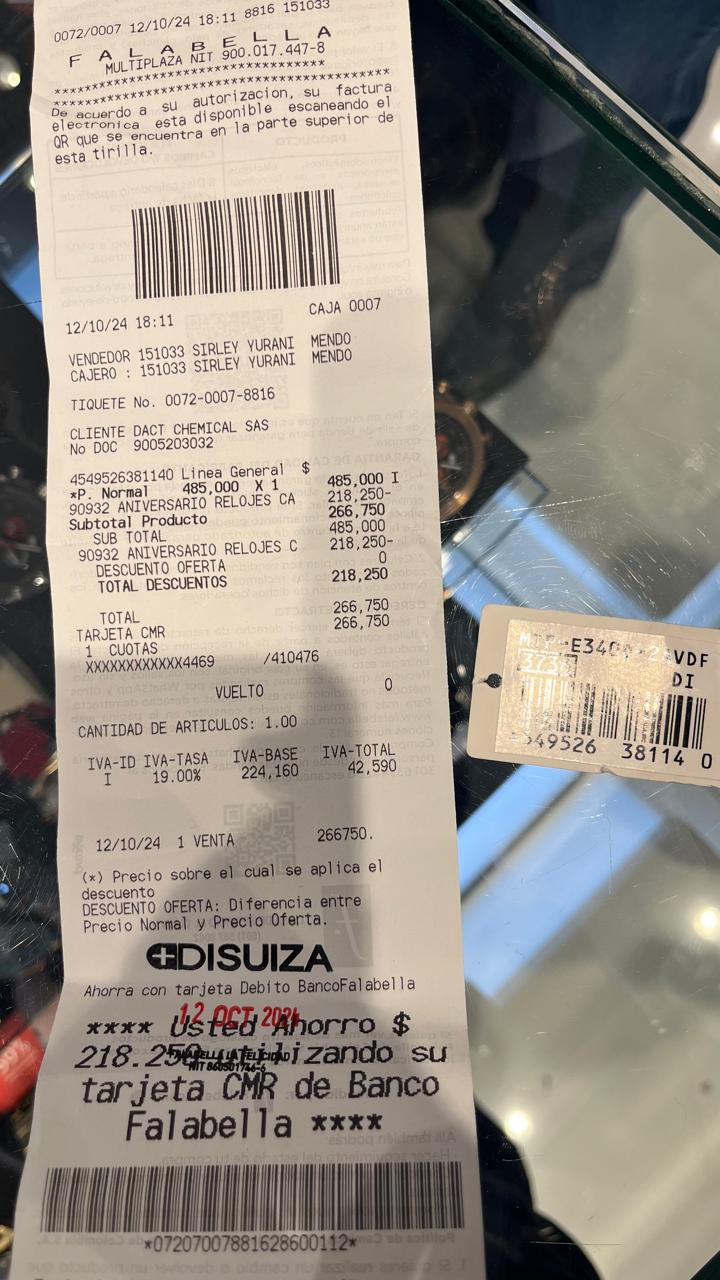 0072/0007 12/10/24 18:11 8816 151033
F A L A B E L L A
MULTIPLAZA NIT 900.017.447-8
************************************
********************************************
De acuerdo a su autorizacion, su factura
electronica esta disponible escaneando el
QR que se encuentra en la parte superior de
esta tirilla.
12/10/24 18:11 CAJA 0007
VENDEDOR 151033 SIRLEY YURANI MENDO
CAJERO : 151033 SIRLEY YURANI MENDO
TIQUETE No. 0072-0007-8816
CLIENTE DACT CHEMICAL SAS
No DOC 9005203032
4549526381140 Linea General $ 485,000 I
*P. Normal 485,000 X 1
90932 ANIVERSARIO RELOJES CA 218,250-
Subtotal Producto 266,750
SUB TOTAL 485,000
90932 ANIVERSARIO RELOJES C 218,250-
DESCUENTO OFERTA 0
TOTAL DESCUENTOS 218,250
TOTAL 266,750
TARJETA CMR 266,750
1 CUOTAS
XXXXXXXXXXXX4469 /410476
VUELTO 0
CANTIDAD DE ARTICULOS: 1.00
IVA-ID IVA-TASA IVA-BASE IVA-TOTAL
I 19.00% 224,160 42,590
12/10/24 1 VENTA 266750.
(*) Precio sobre el cual se aplica el
descuento
DESCUENTO OFERTA: Diferencia entre
Precio Normal y Precio Oferta.
DISUIZA
Ahorra con tarjeta Debito BancoFalabella
12 OCT 2024
**** Usted Ahorro $
218.250 utilizando su
FALABELLA LA FELICIDAD
tarjeta CMR de Banco
Falabella ****
*07207007881628600112*
VDF
3738
DI
549526 38114 0